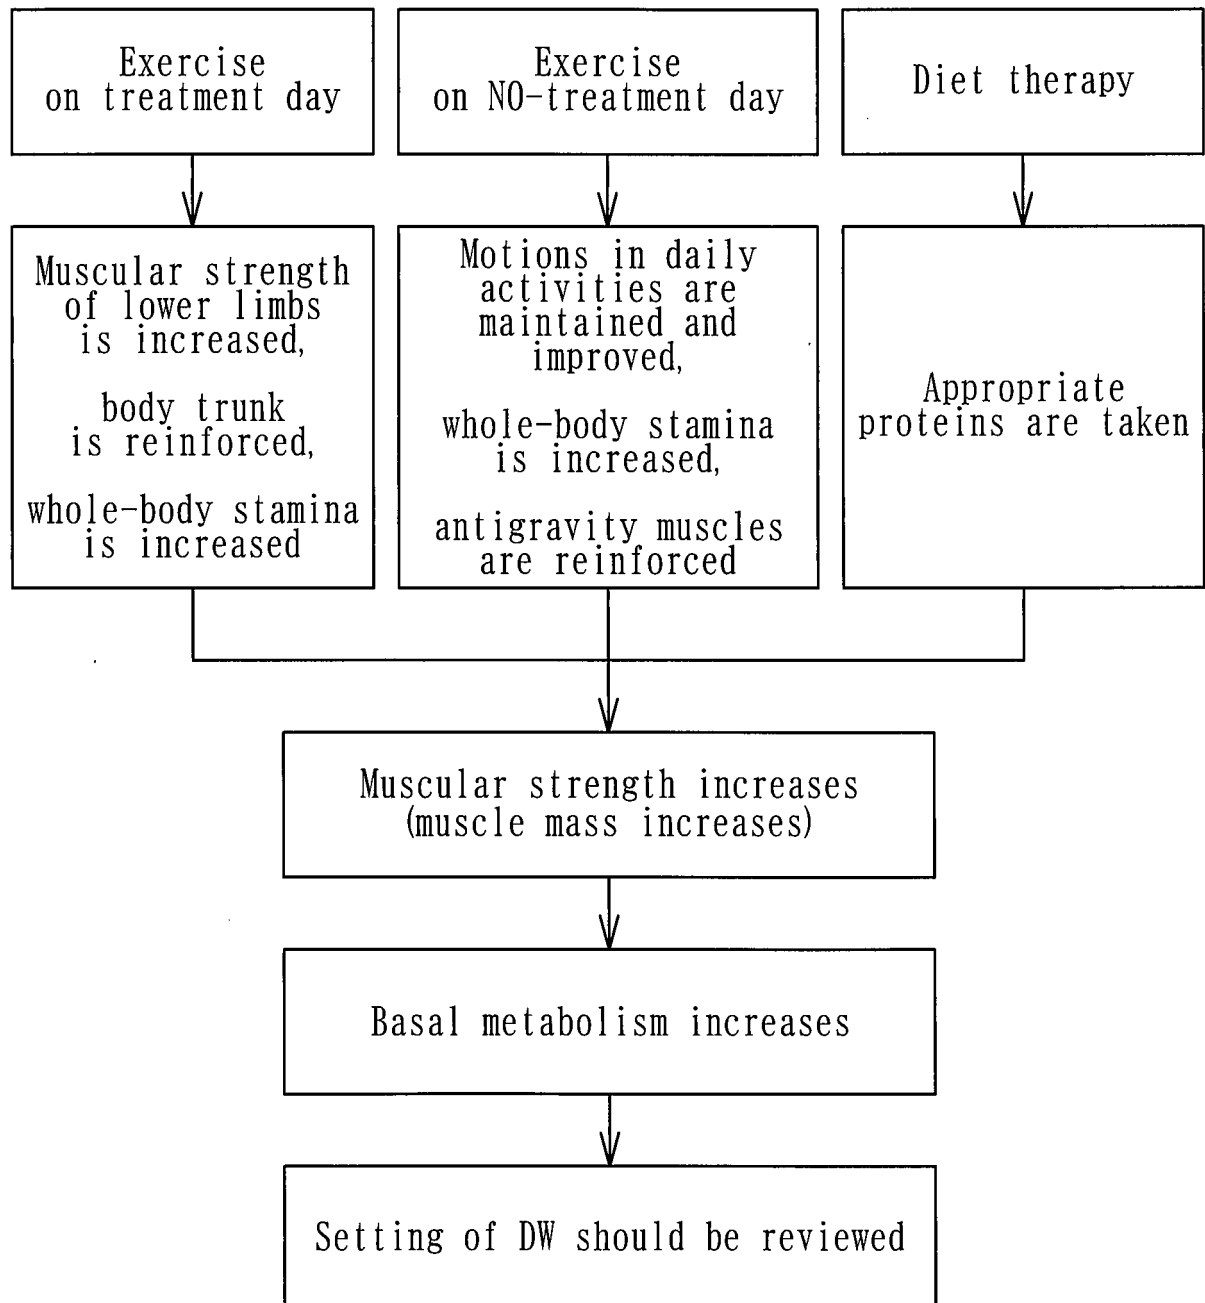 Exercise
on treatment day
Exercise
on NO-treatment day
Diet therapy
Muscular strength
of lower limbs
is increased,
body trunk
is reinforced,
whole-body stamina
is increased
Motions in daily
activities are
maintained and
improved,
whole-body stamina
is increased,
antigravity muscles
are reinforced
Appropriate
proteins are taken
Muscular strength increases
(muscle mass increases)
Basal metabolism increases
Setting of DW should be reviewed